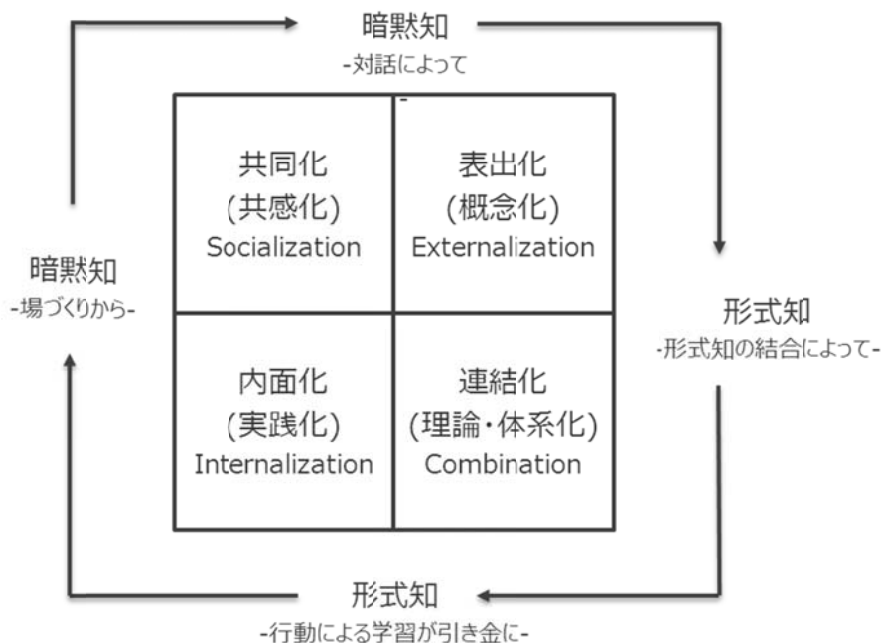 暗黙知
-対話によって
-
共同化
(共感化)
Socialization
表出化
(概念化)
Externalization
暗黙知
-場づくりから-
形式知
-形式知の結合によって-
内面化
(実践化)
Internalization
連結化
(理論・体系化)
Combination
形式知
-行動による学習が引き金に-